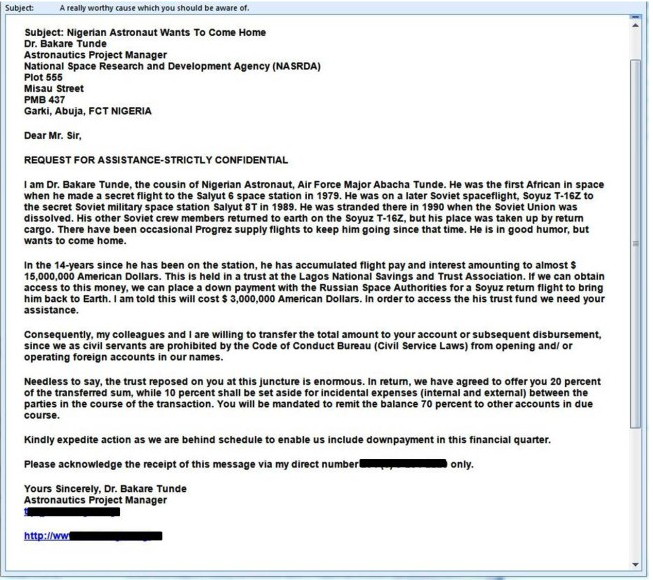 Subject: A really worthy cause which you should be aware of.
Subject: Nigerian Astronaut Wants To Come Home
Dr. Bakare Tunde
Astronautics Project Manager
National Space Research and Development Agency (NASRDA)
Plot 555
Misau Street
PMB 437
Garki, Abuja, FCT NIGERIA
Dear Mr. Sir,
REQUEST FOR ASSISTANCE-STRICTLY CONFIDENTIAL
I am Dr. Bakare Tunde, the cousin of Nigerian Astronaut, Air Force Major Abacha Tunde. He was the first African in space
when he made a secret flight to the Salyut 6 space station in 1979. He was on a later Soviet spaceflight, Soyuz T-16Z to
the secret Soviet military space station Salyut 8T in 1989. He was stranded there in 1990 when the Soviet Union was
dissolved. His other Soviet crew members returned to earth on the Soyuz T-16Z, but his place was taken up by return
cargo. There have been occasional Progrez supply flights to keep him going since that time. He is in good humor, but
wants to come home.
In the 14-years since he has been on the station, he has accumulated flight pay and interest amounting to almost $
15,000,000 American Dollars. This is held in a trust at the Lagos National Savings and Trust Association. If we can obtain
access to this money, we can place a down payment with the Russian Space Authorities for a Soyuz return flight to bring
him back to Earth. I am told this will cost $ 3,000,000 American Dollars. In order to access the his trust fund we need your
assistance.
Consequently, my colleagues and I are willing to transfer the total amount to your account or subsequent disbursement,
since we as civil servants are prohibited by the Code of Conduct Bureau (Civil Service Laws) from opening and/ or
operating foreign accounts in our names.
Needless to say, the trust reposed on you at this juncture is enormous. In return, we have agreed to offer you 20 percent
of the transferred sum, while 10 percent shall be set aside for incidental expenses (internal and external) between the
parties in the course of the transaction. You will be mandated to remit the balance 70 percent to other accounts in due
course.
Kindly expedite action as we are behind schedule to enable us include downpayment in this financial quarter.
Please acknowledge the receipt of this message via my direct number only.
Yours Sincerely, Dr. Bakare Tunde
Astronautics Project Manager
http://ww